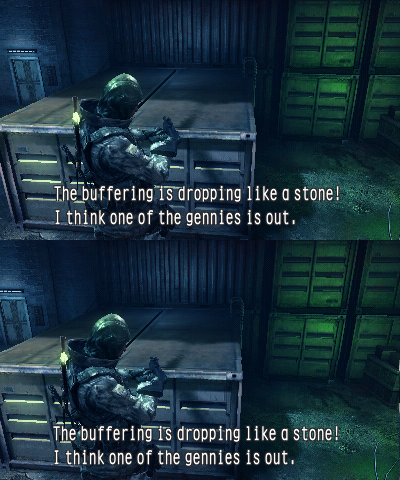 The buffering is dropping like a stone!
I think one of the gennies is out.
The buffering is dropping like a stone!
I think one of the gennies is out.